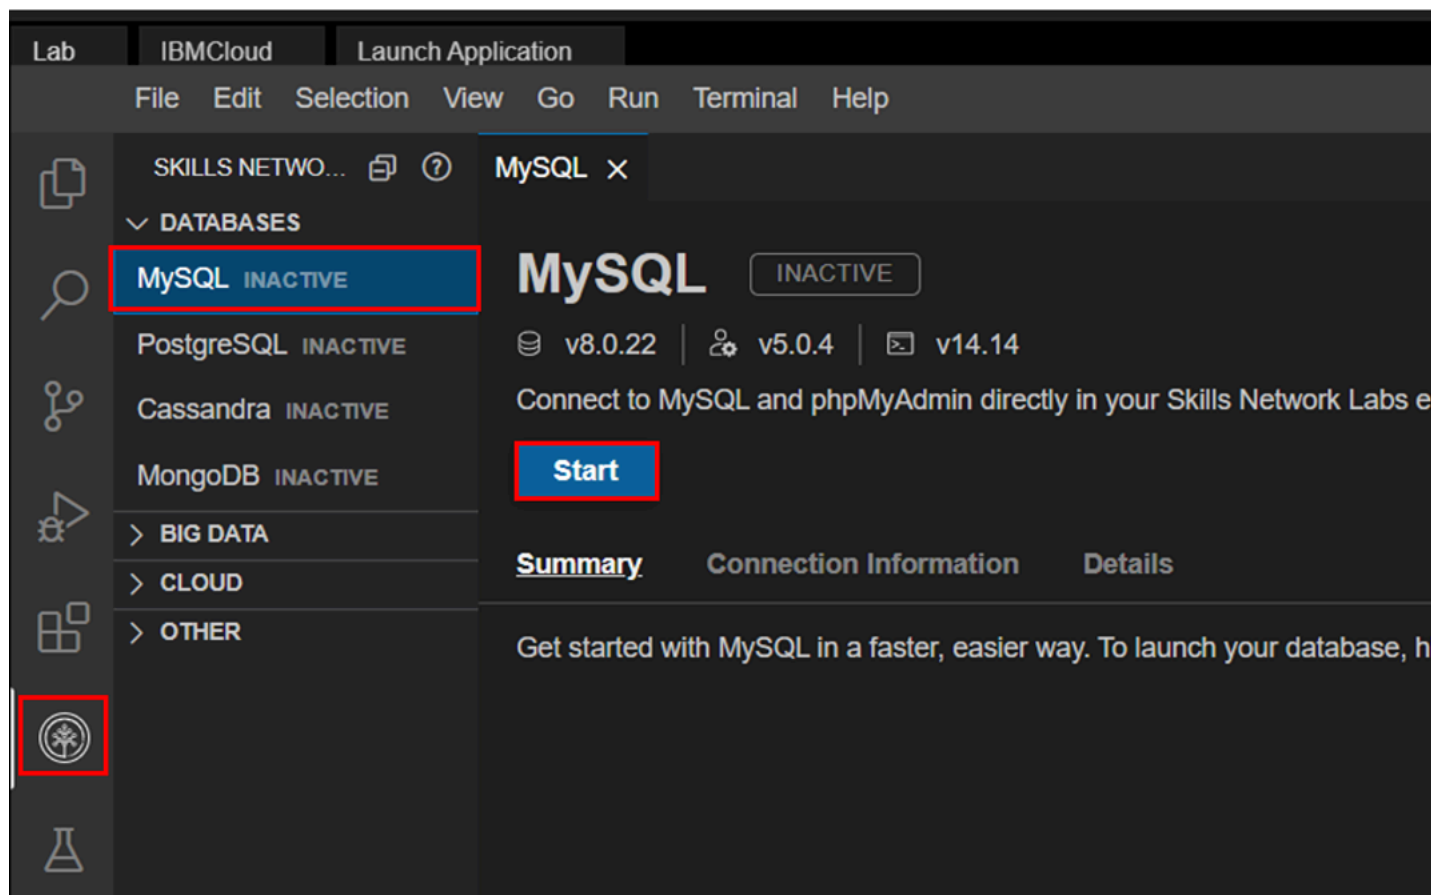 Lab IBMCloud Launch Application
File Edit Selection View Go Run Terminal Help
SKILLS NETWO...
DATABASES
MySQL INACTIVE
PostgreSQL INACTIVE
Cassandra INACTIVE
MongoDB INACTIVE
BIG DATA
CLOUD
OTHER
MySQL
MySQL INACTIVE
v8.0.22 v5.0.4 v14.14
Connect to MySQL and phpMyAdmin directly in your Skills Network Labs e
Start
Summary Connection Information Details
Get started with MySQL in a faster, easier way. To launch your database, h